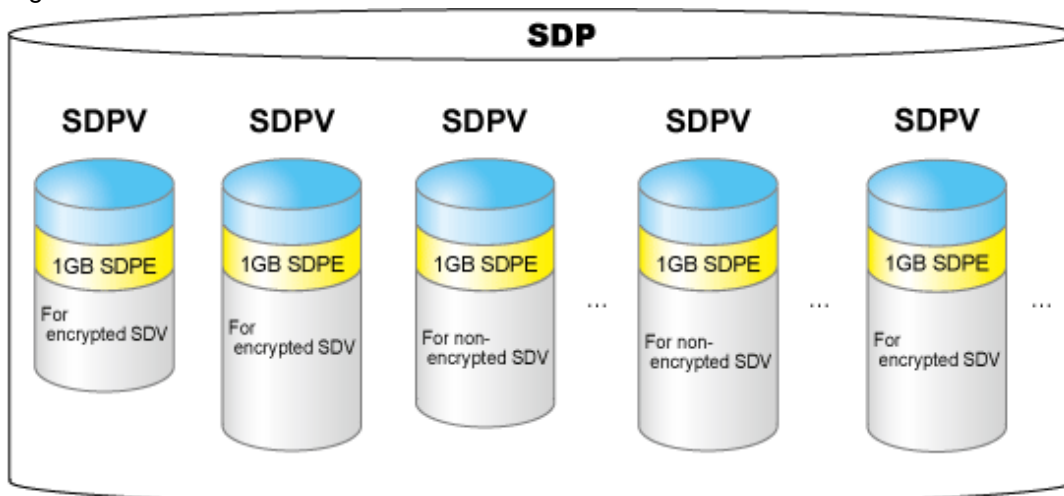 SDP
SDPV
SDPV
SDPV
SDPV
SDPV
1GB SDPE
1GB SDPE
1GB SDPE
1GB SDPE
1GB SDPE
For
encrypted SDV
For
encrypted SDV
For non-
encrypted SDV
...
For non-
encrypted SDV
...
For
encrypted SDV
...